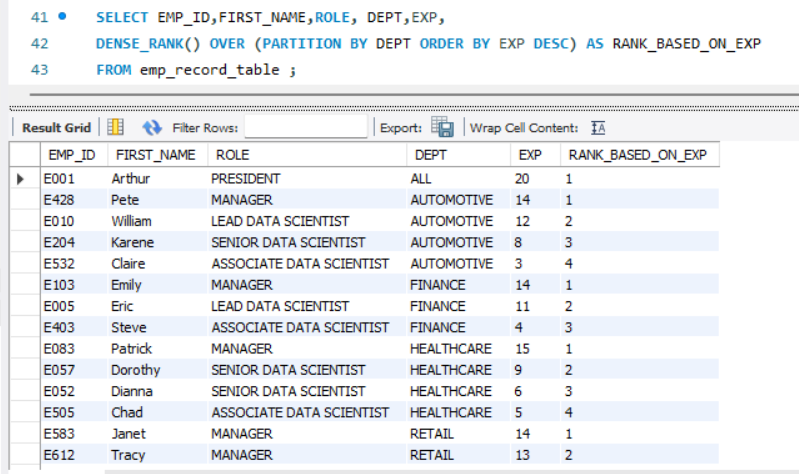 41 SELECT EMP_ID,FIRST_NAME,ROLE, DEPT,EXP,
42 DENSE_RANK() OVER (PARTITION BY DEPT ORDER BY EXP DESC) AS RANK_BASED_ON_EXP
43 FROM emp_record_table ;
Result Grid Filter Rows: Export: Wrap Cell Content:
EMP_ID FIRST_NAME ROLE DEPT EXP RANK_BASED_ON_EXP
E001 Arthur PRESIDENT ALL 20 1
E428 Pete MANAGER AUTOMOTIVE 14 1
E010 William LEAD DATA SCIENTIST AUTOMOTIVE 12 2
E204 Karene SENIOR DATA SCIENTIST AUTOMOTIVE 8 3
E532 Claire ASSOCIATE DATA SCIENTIST AUTOMOTIVE 3 4
E103 Emily MANAGER FINANCE 14 1
E005 Eric LEAD DATA SCIENTIST FINANCE 11 2
E403 Steve ASSOCIATE DATA SCIENTIST FINANCE 4 3
E083 Patrick MANAGER HEALTHCARE 15 1
E057 Dorothy SENIOR DATA SCIENTIST HEALTHCARE 9 2
E052 Dianna SENIOR DATA SCIENTIST HEALTHCARE 6 3
E505 Chad ASSOCIATE DATA SCIENTIST HEALTHCARE 5 4
E583 Janet MANAGER RETAIL 14 1
E612 Tracy MANAGER RETAIL 13 2